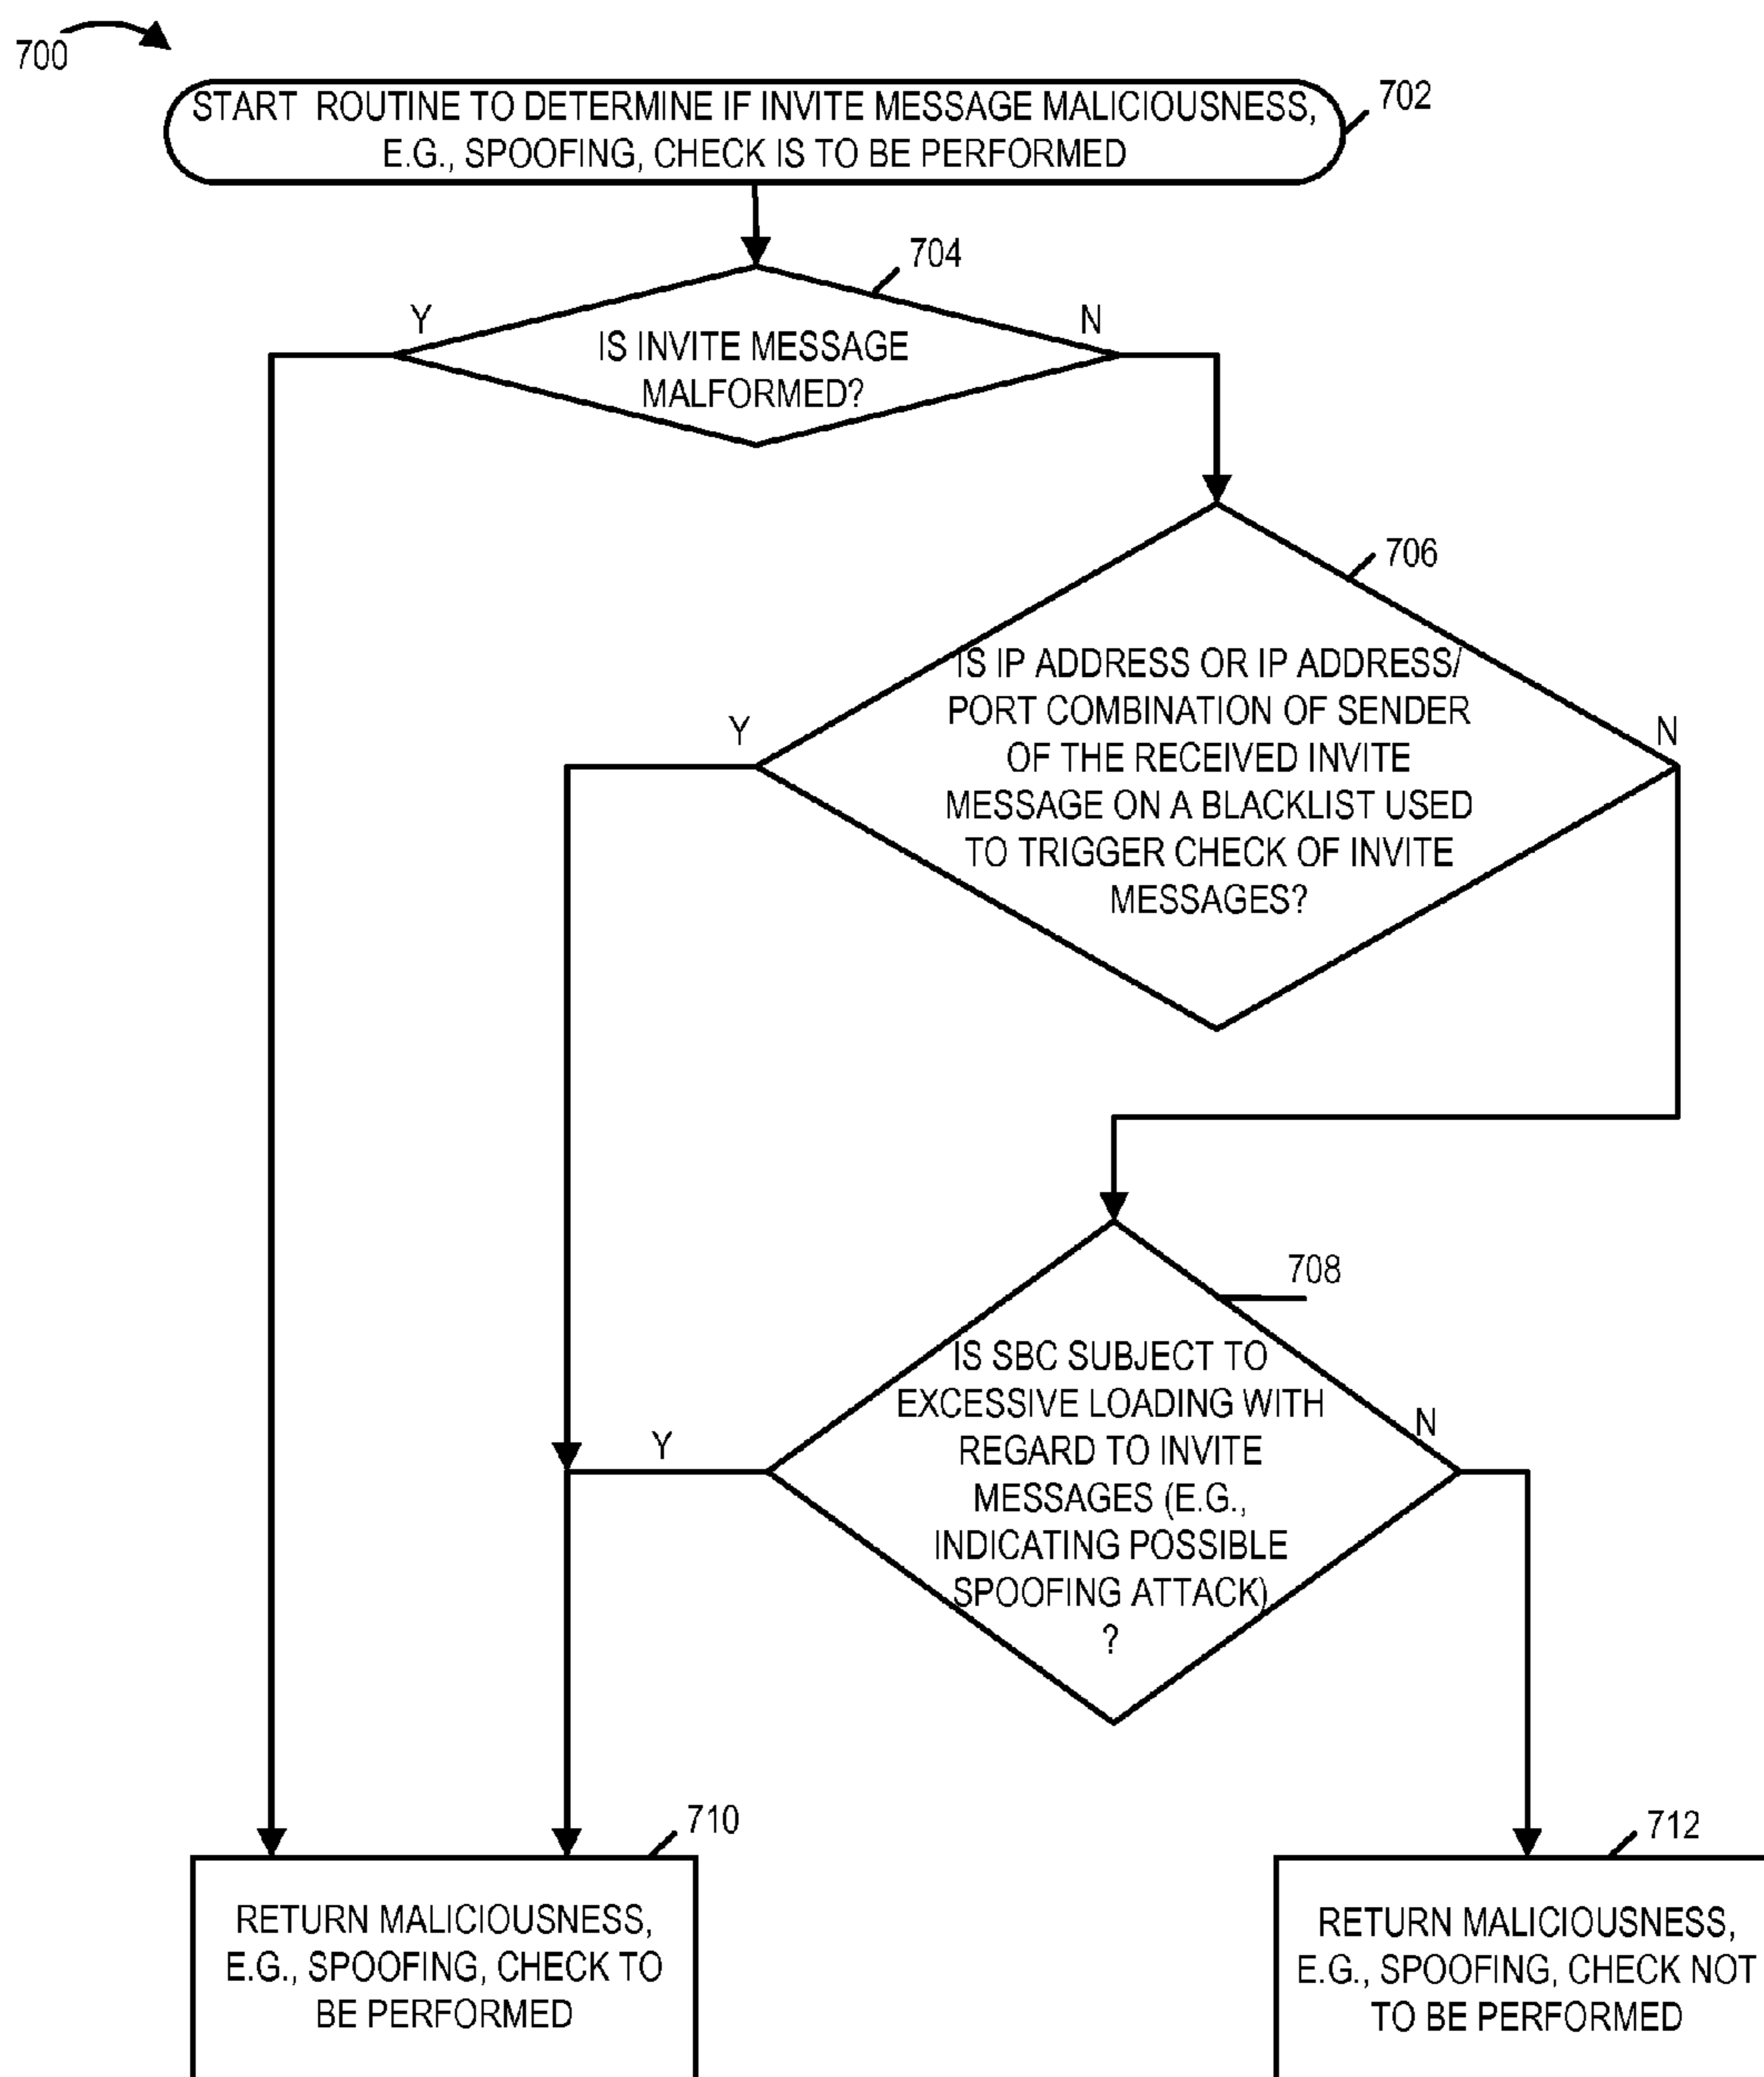 700
START ROUTINE TO DETERMINE IF INVITE MESSAGE MALICIOUSNESS,
E.G., SPOOFING, CHECK IS TO BE PERFORMED
702
704
Y
N
IS INVITE MESSAGE
MALFORMED?
706
IS IP ADDRESS OR IP ADDRESS/
PORT COMBINATION OF SENDER
OF THE RECEIVED INVITE
MESSAGE ON A BLACKLIST USED
TO TRIGGER CHECK OF INVITE
MESSAGES?
Y
N
708
IS SBC SUBJECT TO
EXCESSIVE LOADING WITH
REGARD TO INVITE
MESSAGES (E.G.,
INDICATING POSSIBLE
SPOOFING ATTACK)
?
Y
N
710
RETURN MALICIOUSNESS,
E.G., SPOOFING, CHECK TO
BE PERFORMED
712
RETURN MALICIOUSNESS,
E.G., SPOOFING, CHECK NOT
TO BE PERFORMED